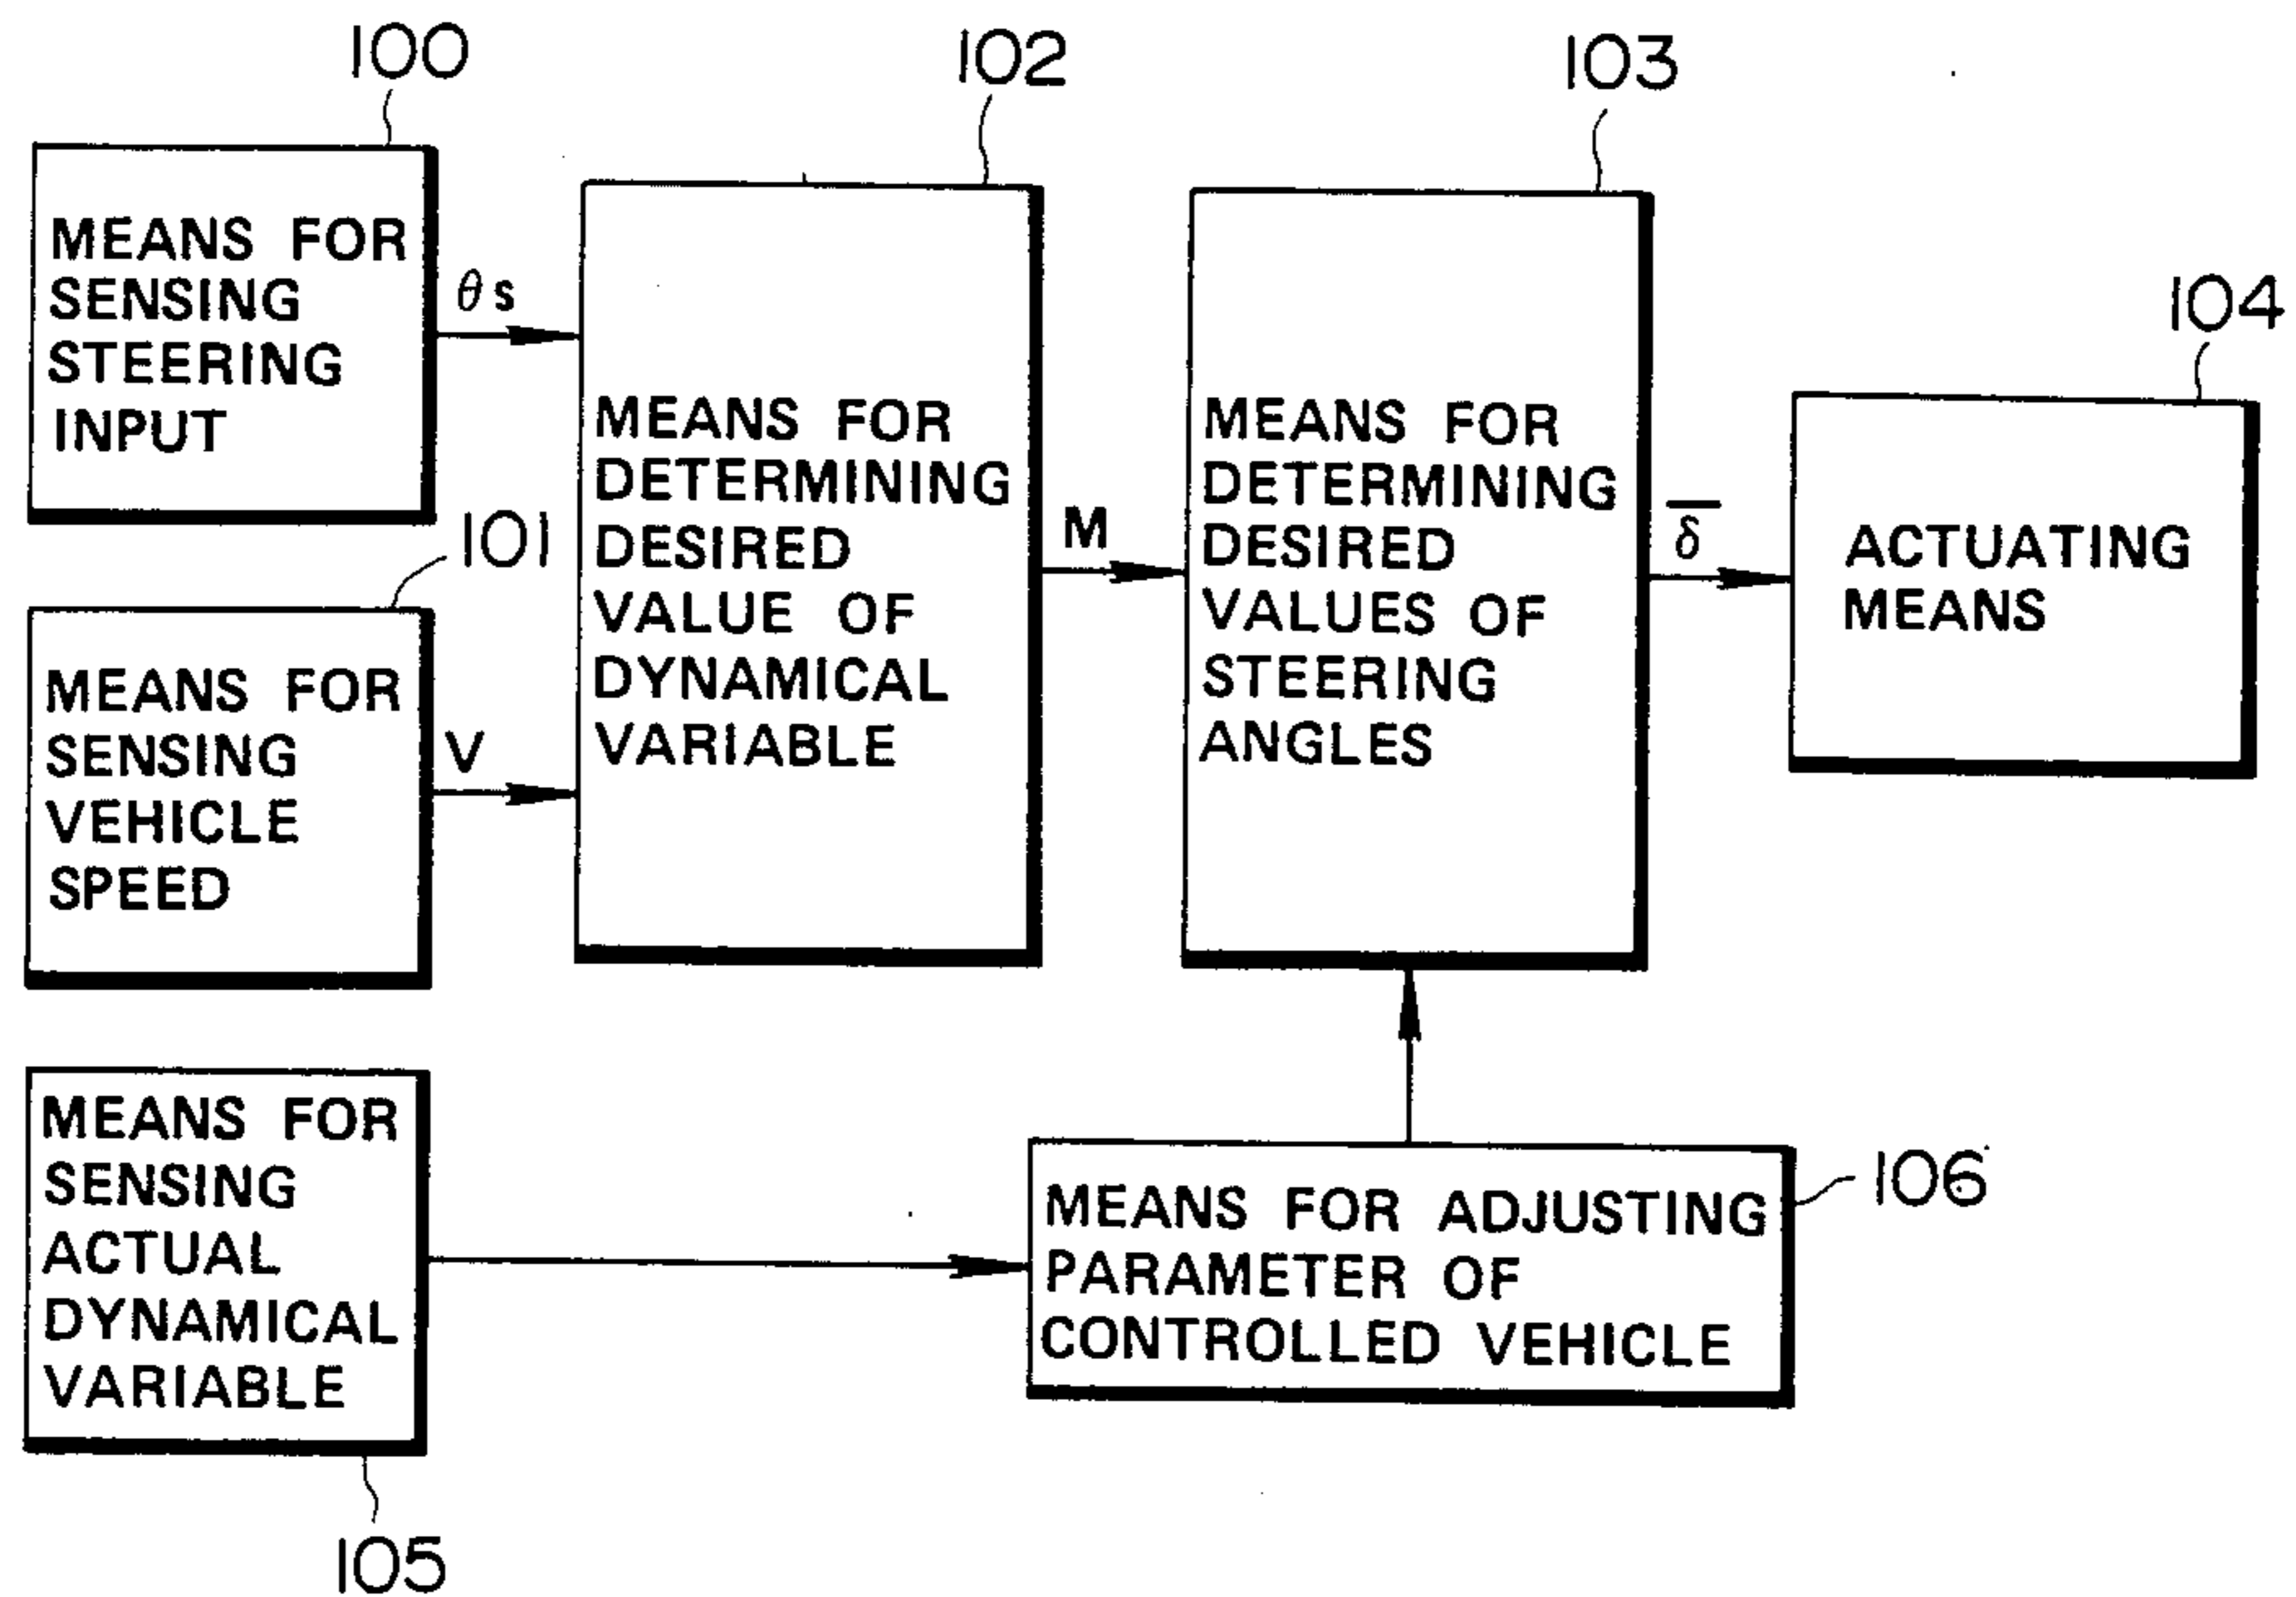 100
MEANS FOR
SENSING
STEERING
INPUT
θs
101
MEANS FOR
SENSING
VEHICLE
SPEED
V
102
MEANS FOR
DETERMINING
DESIRED
VALUE OF
DYNAMICAL
VARIABLE
M
103
MEANS FOR
DETERMINING
DESIRED
VALUES OF
STEERING
ANGLES
δ̅
104
ACTUATING
MEANS
MEANS FOR
SENSING
ACTUAL
DYNAMICAL
VARIABLE
105
MEANS FOR ADJUSTING
PARAMETER OF
CONTROLLED VEHICLE
106